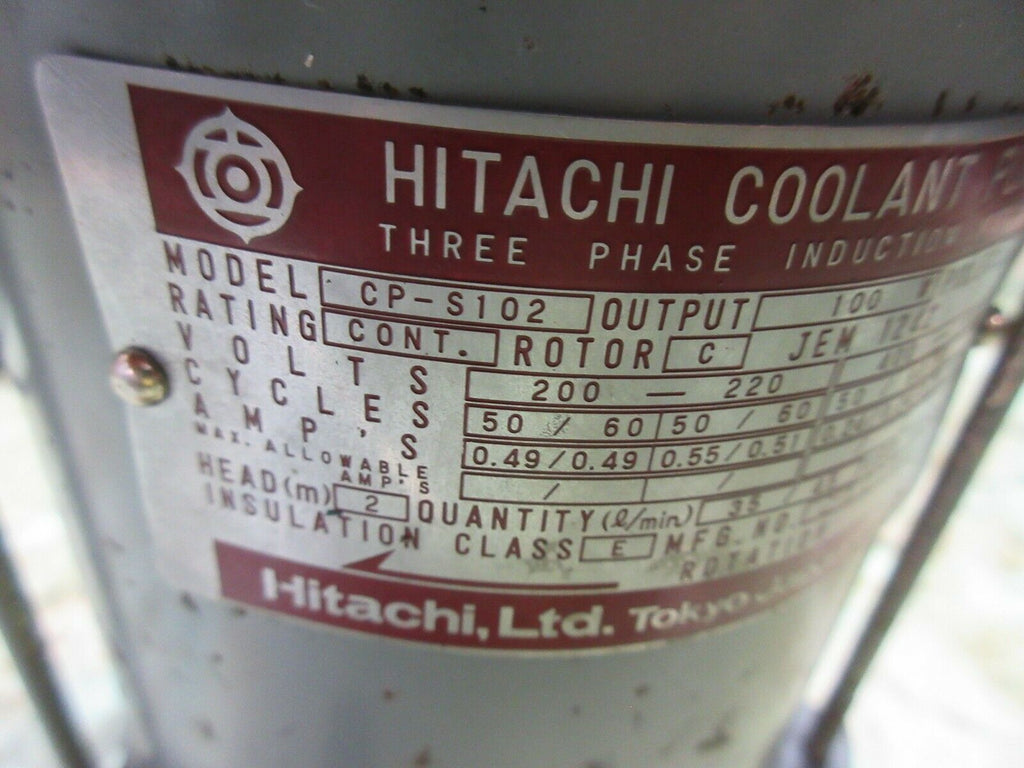 HITACHI COOLANT
THREE PHASE INDUCTION
MODEL CP-S102 OUTPUT 100 W
RATING CONT. ROTOR C JEM
VOLTS 200 — 220
CYCLES 50 / 60 50 / 60
AMP'S 0.49/0.49 0.55/0.51
MAX. ALLOWABLE AMP'S / /
HEAD(m) 2 QUANTITY(l/min) 35 /
INSULATION CLASS E MFG. NO.
ROTATION
Hitachi, Ltd. Tokyo